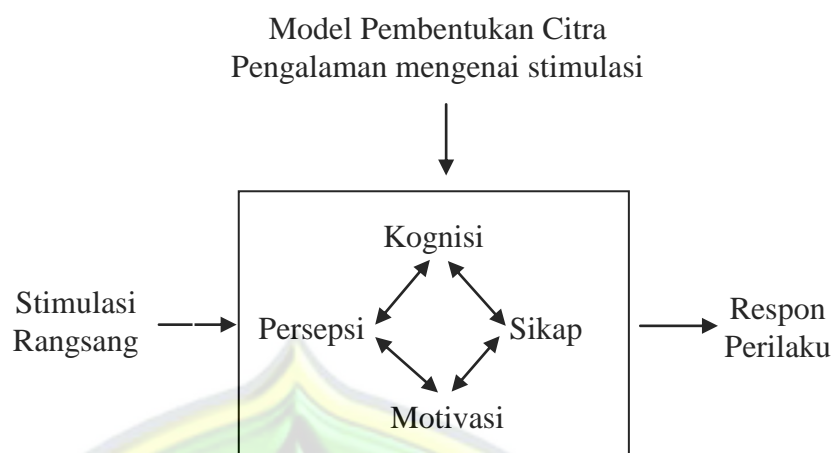 Model Pembentukan Citra
Pengalaman mengenai stimulasi
Kognisi
Stimulasi
Rangsang
Persepsi
Sikap
Respon
Perilaku
Motivasi